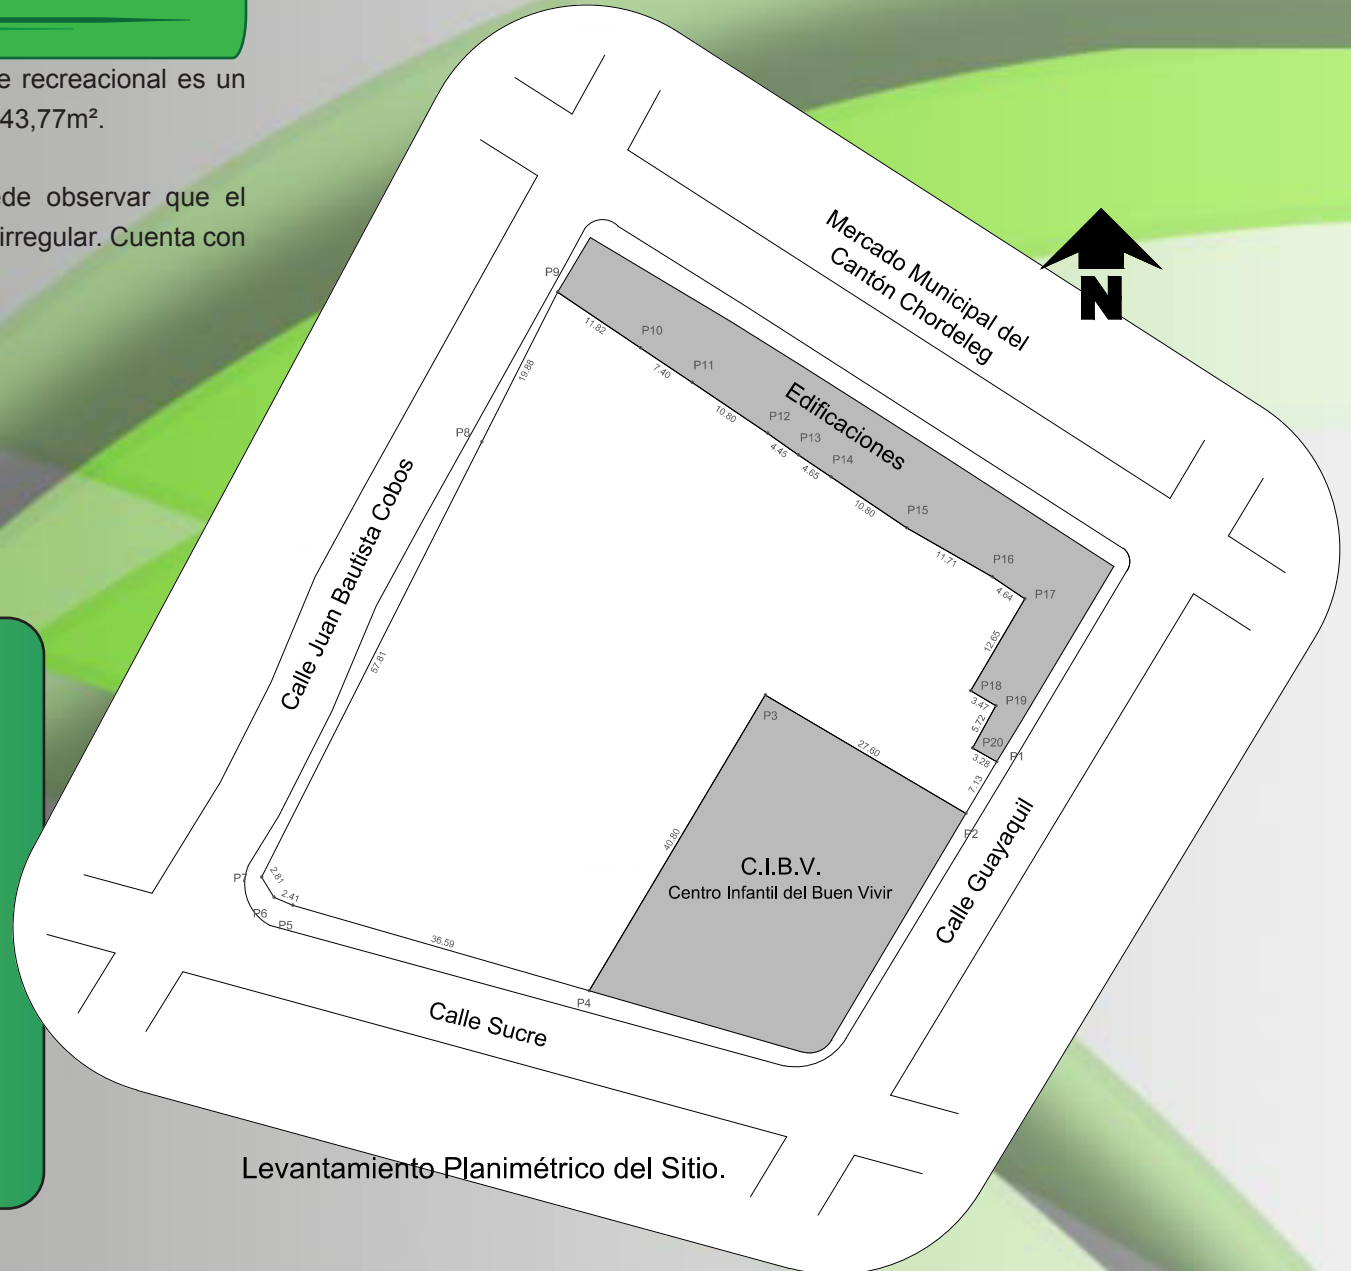 e recreacional es un
43,77m².
de observar que el
irregular. Cuenta con
Mercado Municipal del
Cantón Chordeleg
N
P9
11.82
P10
7.40
P11
19.88
10.80
P12
P13
4.45
P14
4.65
Edificaciones
P8
10.80
P15
11.71
P16
4.64
P17
Calle Juan Bautista Cobos
12.65
57.81
P18
3.47
P19
5.72
P20
3.28
P1
P3
27.60
7.13
P2
40.80
C.I.B.V.
Centro Infantil del Buen Vivir
Calle Guayaquil
P7
2.81
2.41
P6
P5
36.59
P4
Calle Sucre
Levantamiento Planimétrico del Sitio.